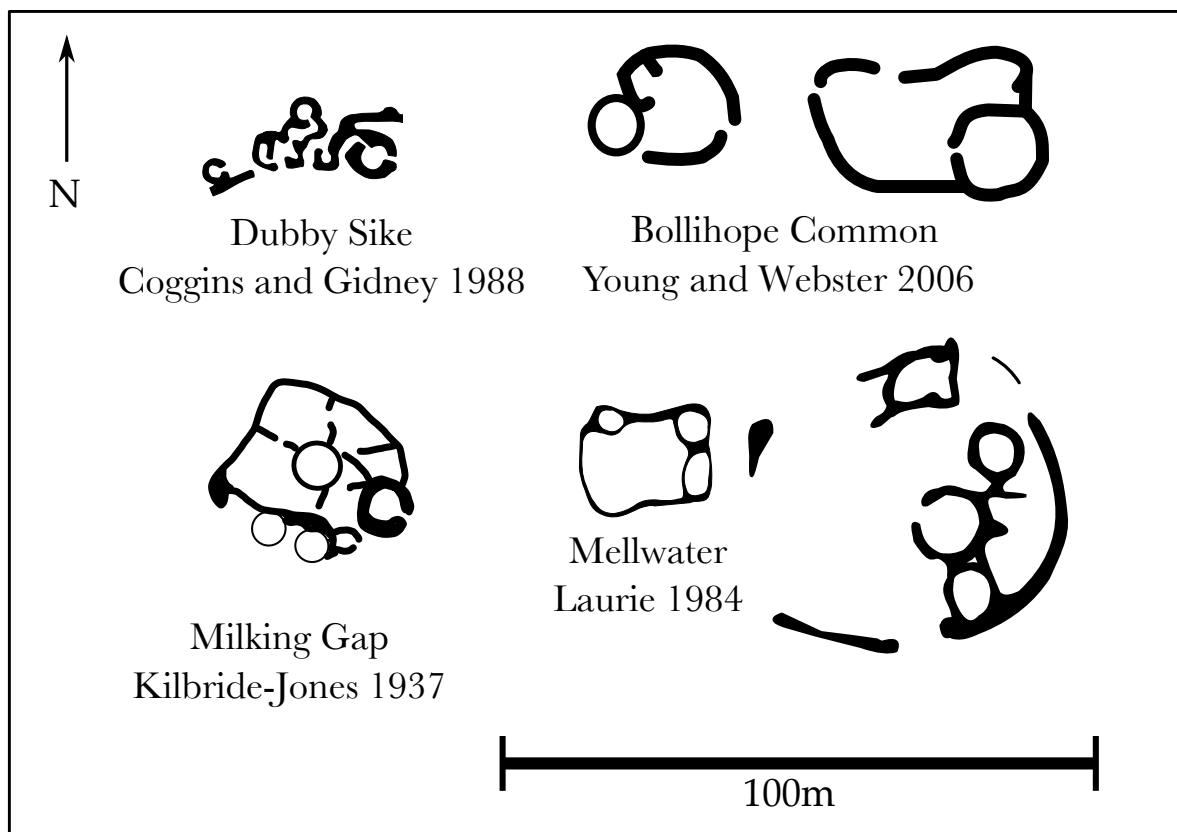 N
Dubby Sike
Coggins and Gidney 1988
Bollihope Common
Young and Webster 2006
Milking Gap
Kilbride-Jones 1937
Mellwater
Laurie 1984
100m